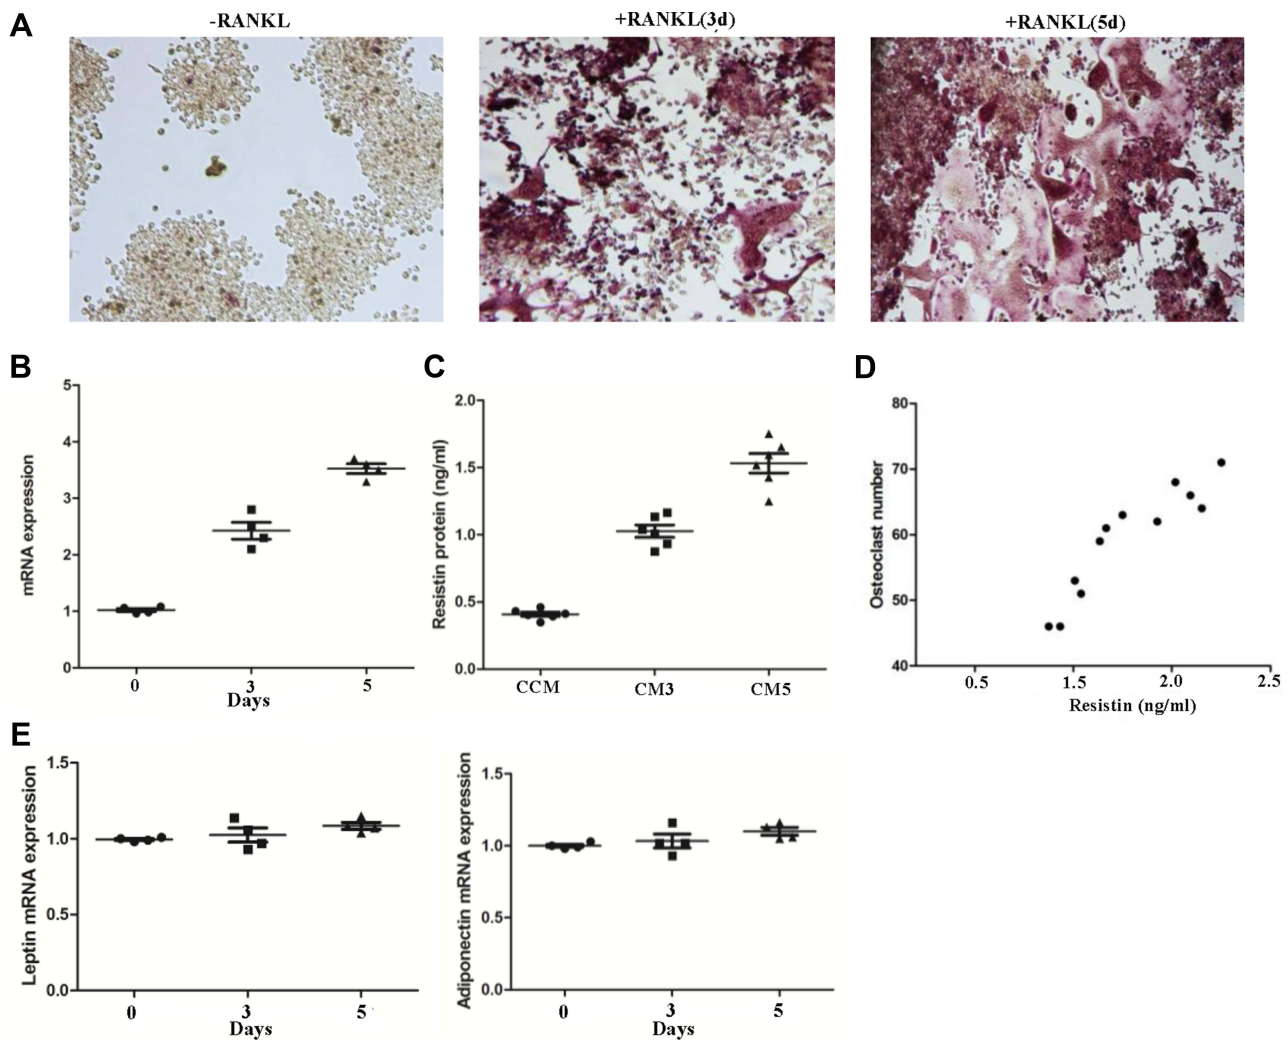 A
-RANKL
+RANKL(3d)
+RANKL(5d)
B
mRNA expression
5
4
3
2
1
0
0
3
5
Days
C
Resistin protein (ng/ml)
2.0
1.5
1.0
0.5
0.0
CCM
CM3
CM5
D
Osteoclast number
80
70
60
50
40
0.5
1.5
2.0
2.5
Resistin (ng/ml)
E
Leptin mRNA expression
1.5
1.0
0.5
0.0
0
3
5
Days
Adiponectin mRNA expression
1.5
1.0
0.5
0.0
0
3
5
Days